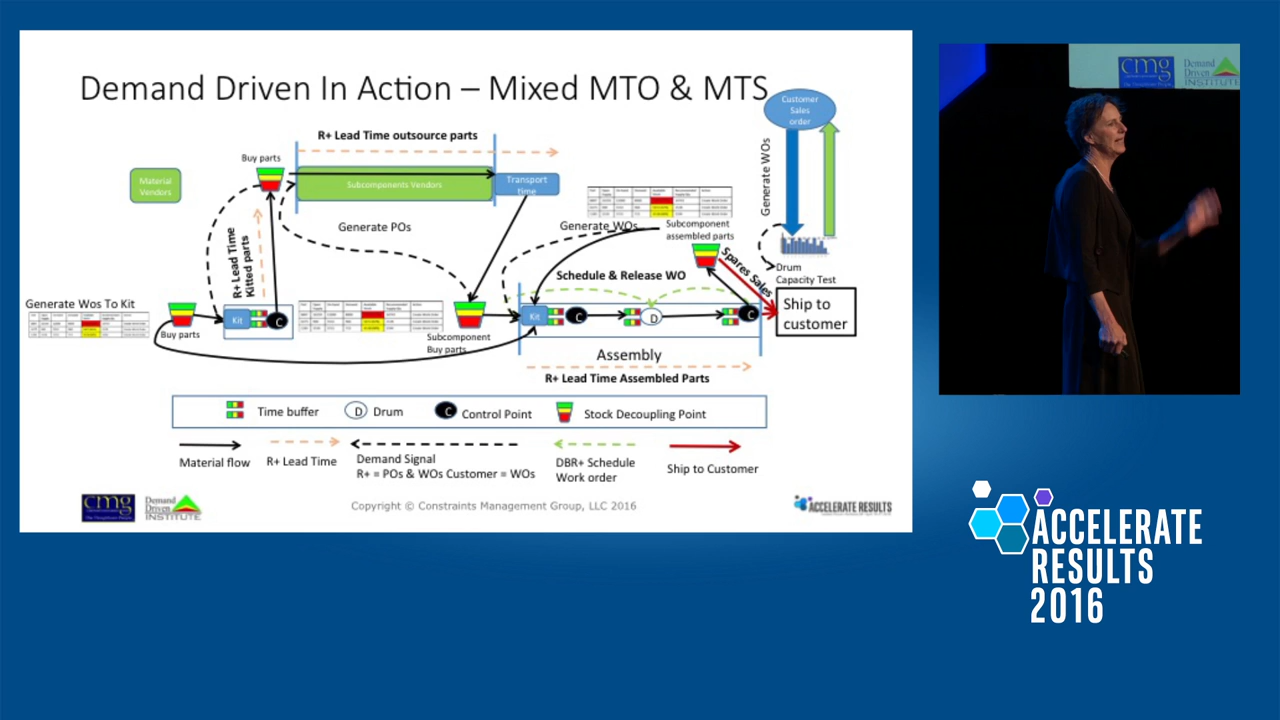 Demand Driven In Action – Mixed MTO & MTS
Customer
Sales
order
R+ Lead Time outsource parts
Buy parts
Material
Vendors
Subcomponents Vendors
Transport
time
Generate WOs
Generate POs
Generate WOs
Subcomponent
assembled parts
R+ Lead Time
Kitted parts
Schedule & Release WO
Spares Sales
Drum
Capacity Test
Generate Wos To Kit
Buy parts
Kit
C
Subcomponent
Buy parts
Kit
C
D
C
Ship to
customer
Assembly
R+ Lead Time Assembled Parts
Time buffer
D
Drum
C
Control Point
Stock Decoupling Point
Material flow
R+ Lead Time
Demand Signal
R+ = POs & WOs Customer = WOs
DBR+ Schedule
Work order
Ship to Customer
cmg
Demand
Driven
INSTITUTE
Copyright © Constraints Management Group, LLC 2016
ACCELERATE RESULTS
cmg
Demand
Driven
INSTITUTE
ACCELERATE
RESULTS
2016